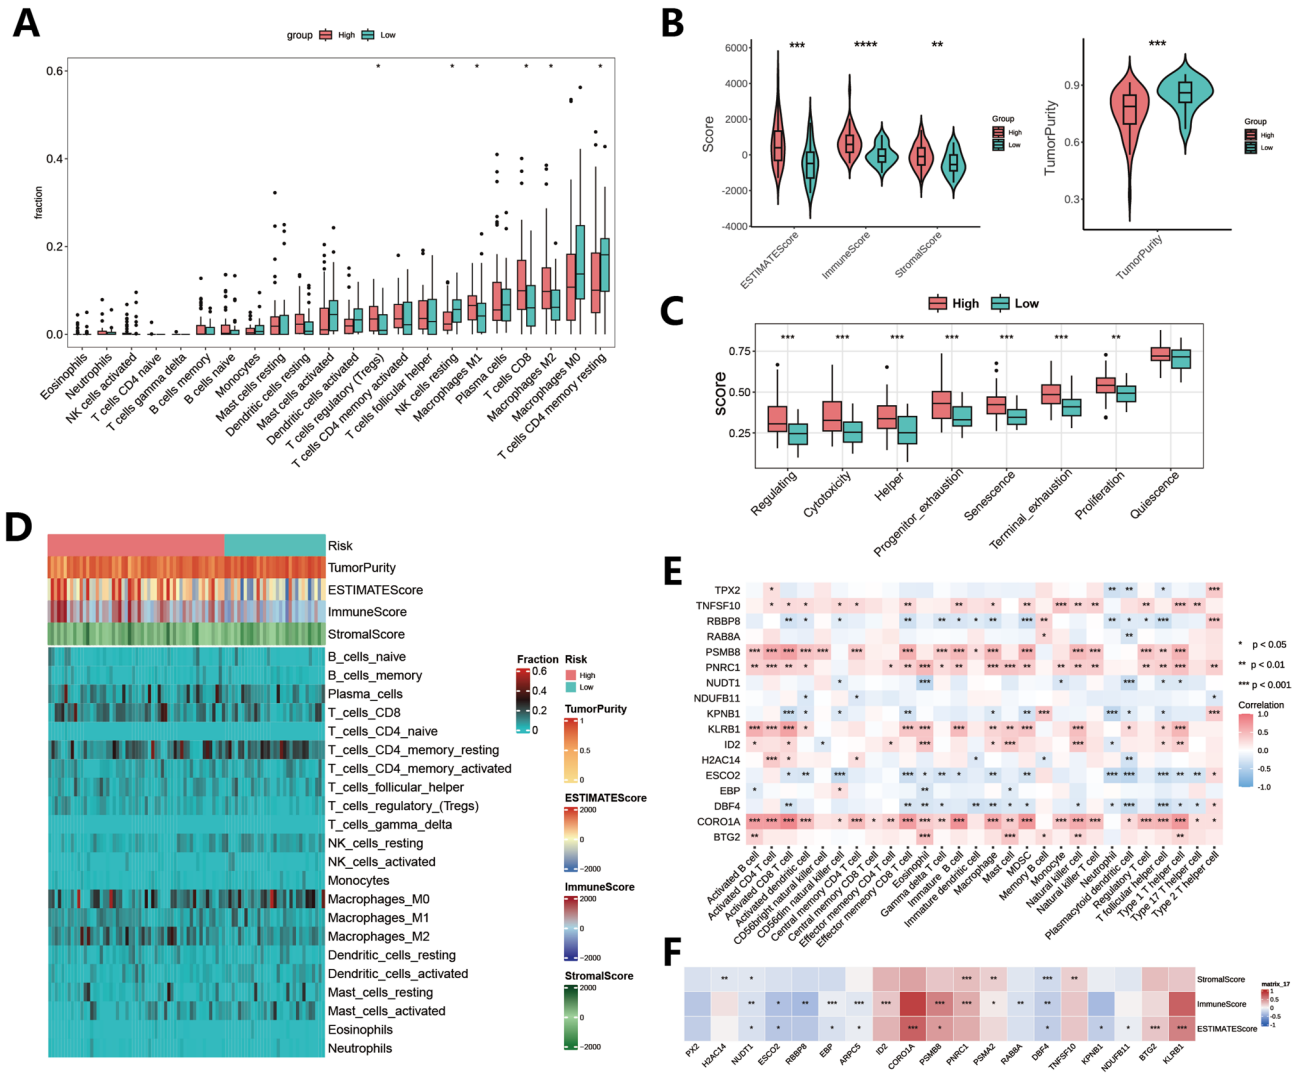 A
group High Low
fraction
0.6
0.4
0.2
0.0
* * * * * *
Eosinophils
Neutrophils
NK cells activated
T cells CD4 naive
T cells gamma delta
B cells memory
B cells naive
Monocytes
Mast cells resting
Dendritic cells resting
Mast cells activated
Dendritic cells activated
T cells regulatory (Tregs)
T cells CD4 memory activated
T cells follicular helper
NK cells resting
Macrophages M1
Plasma cells
T cells CD8
Macrophages M2
Macrophages M0
T cells CD4 memory resting
B
Score
6000
4000
2000
0
-2000
-4000
*** **** **
ESTIMATEScore
ImmuneScore
StromalScore
Group
High
Low
TumorPurity
0.9
0.6
0.3
***
TumorPurity
Group
High
Low
C
High Low
score
0.75
0.50
0.25
*** *** *** *** *** *** **
Regulating
Cytotoxicity
Helper
Progenitor_exhaustion
Senescence
Terminal_exhaustion
Proliferation
Quiescence
D
Risk
TumorPurity
ESTIMATEScore
ImmuneScore
StromalScore
B_cells_naive
B_cells_memory
Plasma_cells
T_cells_CD8
T_cells_CD4_naive
T_cells_CD4_memory_resting
T_cells_CD4_memory_activated
T_cells_follicular_helper
T_cells_regulatory_(Tregs)
T_cells_gamma_delta
NK_cells_resting
NK_cells_activated
Monocytes
Macrophages_M0
Macrophages_M1
Macrophages_M2
Dendritic_cells_resting
Dendritic_cells_activated
Mast_cells_resting
Mast_cells_activated
Eosinophils
Neutrophils
Fraction
0.6
0.4
0.2
0
Risk
High
Low
TumorPurity
1
0.5
0
ESTIMATEScore
2000
0
−2000
ImmuneScore
2000
0
−2000
StromalScore
2000
0
−2000
E
TPX2
TNFSF10
RBBP8
RAB8A
PSMB8
PNRC1
NUDT1
NDUFB11
KPNB1
KLRB1
ID2
H2AC14
ESCO2
EBP
DBF4
CORO1A
BTG2
Activated B cell
Activated CD4 T cell
Activated CD8 T cell
Activated dendritic cell
CD56bright natural killer cell
CD56dim natural killer cell
Central memory CD4 T cell
Central memory CD8 T cell
Effector memeory CD4 T cell
Effector memeory CD8 T cell
Eosinophil
Gamma delta T cell
Immature B cell
Immature dendritic cell
Macrophage
Mast cell
MDSC
Memory B cell
Monocyte
Natural killer cell
Natural killer T cell
Neutrophil
Plasmacytoid dendritic cell
Regulatory T cell
T follicular helper cell
Type 1 T helper cell
Type 17 T helper cell
Type 2 T helper cell
* p < 0.05
** p < 0.01
*** p < 0.001
Correlation
1.0
0.5
0.0
-0.5
-1.0
F
StromalScore
ImmuneScore
ESTIMATEScore
PX2
H2AC14
NUDT1
ESCO2
RBBP8
EBP
ARPC5
ID2
CORO1A
PSMB8
PNRC1
PSMA2
RAB8A
DBF4
TNFSF10
KPNB1
NDUFB11
BTG2
KLRB1
matrix_17
1
0.5
0
-0.5
-1